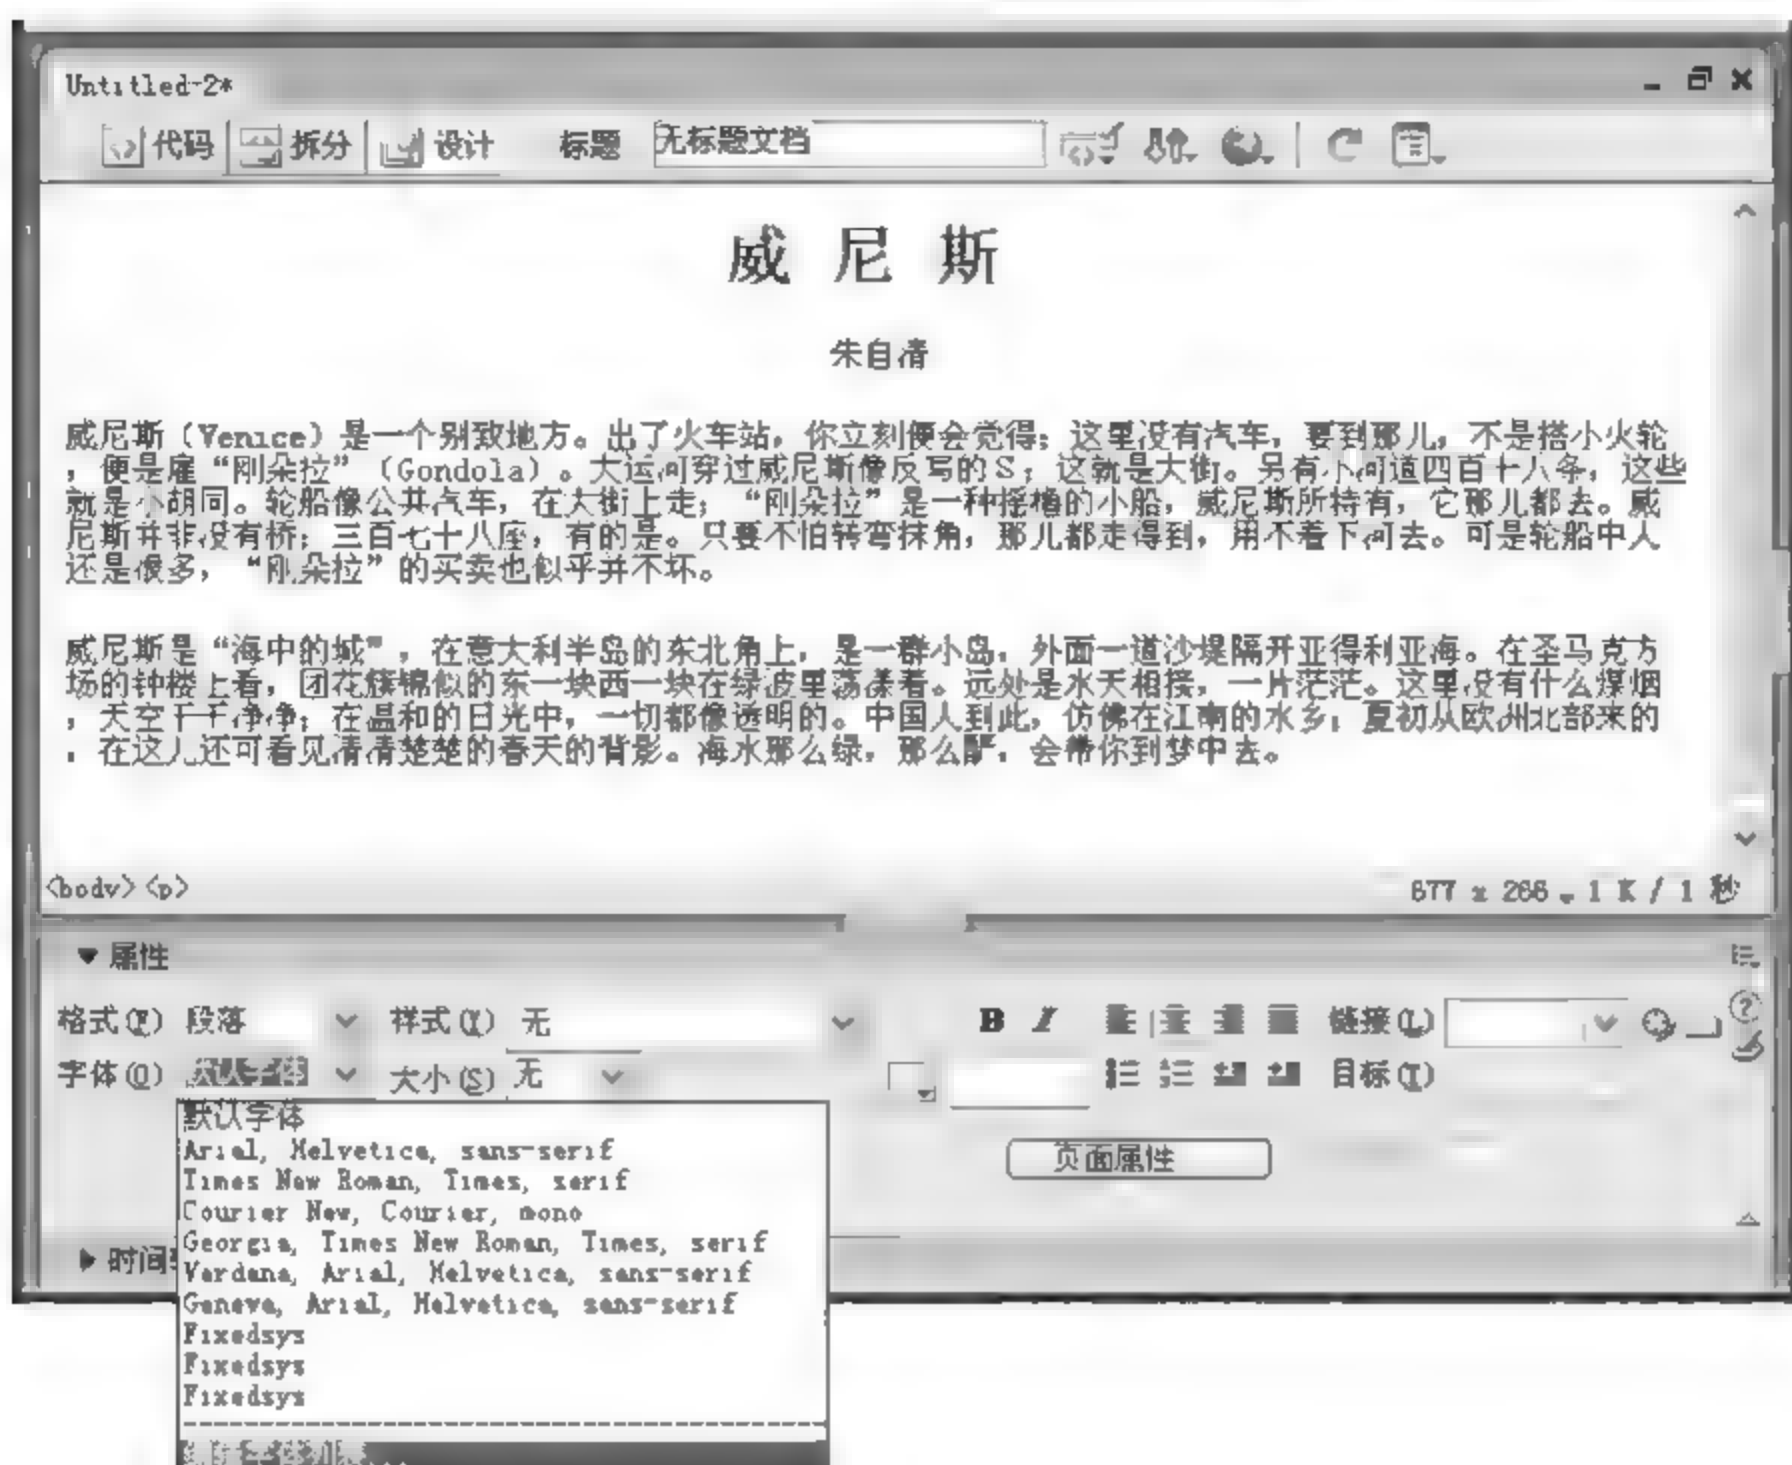 Untitled-2*
代码 拆分 设计 标题 无标题文档
威 尼 斯
朱自清
威尼斯（Venice）是一个别致地方。出了火车站，你立刻便会觉得；这里没有汽车，要到那儿，不是搭小火轮
，便是雇“刚朵拉”（Gondola）。大运河穿过威尼斯像反写的S；这就是大街。另有小河道四百十八条，这些
就是小胡同。轮船像公共汽车，在大街上走；“刚朵拉”是一种摇橹的小船，威尼斯所特有，它那儿都去。威
尼斯并非没有桥；三百七十八座，有的是。只要不怕转弯抹角，那儿都走得到，用不着下河去。可是轮船中人
还是很多，“刚朵拉”的买卖也似乎并不坏。
威尼斯是“海中的城”，在意大利半岛的东北角上，是一群小岛，外面一道沙堤隔开亚得利亚海。在圣马克方
场的钟楼上看，团花簇锦似的东一块西一块在绿波里荡漾着。远处是水天相接，一片茫茫。这里没有什么煤烟
，天空干干净净；在温和的日光中，一切都像透明的。中国人到此，仿佛在江南的水乡；夏初从欧洲北部来的
，在这儿还可看见清清楚楚的春天的背影。海水那么绿，那么酽，会带你到梦中去。
<body> <p> 677 x 266 1 K / 1 秒
属性
格式(F) 段落 样式(Y) 无 B I 链接(L)
字体(O) 默认字体 大小(S) 无 目标(T)
默认字体
Arial, Helvetica, sans-serif
页面属性
Times New Roman, Times, serif
Courier New, Courier, mono
Georgia, Times New Roman, Times, serif
时间
Verdana, Arial, Helvetica, sans-serif
Geneva, Arial, Helvetica, sans-serif
Fixedsys
Fixedsys
Fixedsys
编辑字体列表...